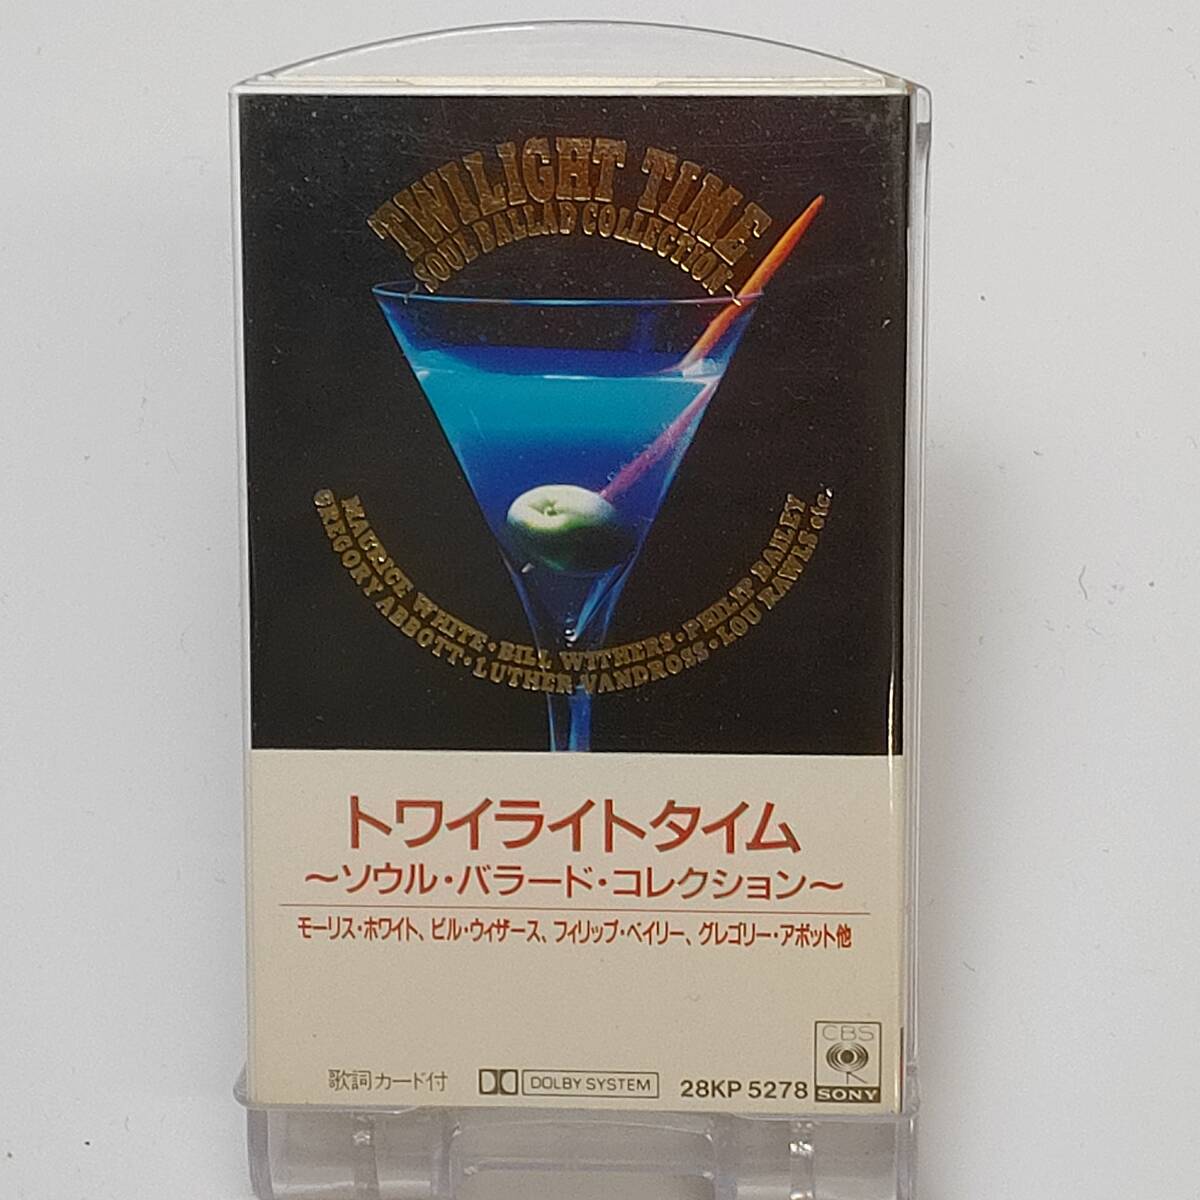 TWILIGHT TIME
SOUL BALLAD COLLECTION
MAURICE WHITE・BILL WITHERS・PHILIP BAILEY
GREGORY ABBOTT・LUTHER VANDROSS・LOU RAWLS etc.
トワイライトタイム
〜ソウル・バラード・コレクション〜
モーリス・ホワイト、ビル・ウィザース、フィリップ・ベイリー、グレゴリー・アボット他
歌詞カード付 DOLBY SYSTEM 28KP 5278
CBS
SONY